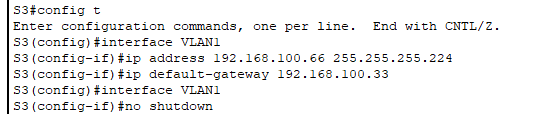 S3#config t
Enter configuration commands, one per line.  End with CNTL/Z.
S3(config)#interface VLAN1
S3(config-if)#ip address 192.168.100.66 255.255.255.224
S3(config-if)#ip default-gateway 192.168.100.33
S3(config)#interface VLAN1
S3(config-if)#no shutdown